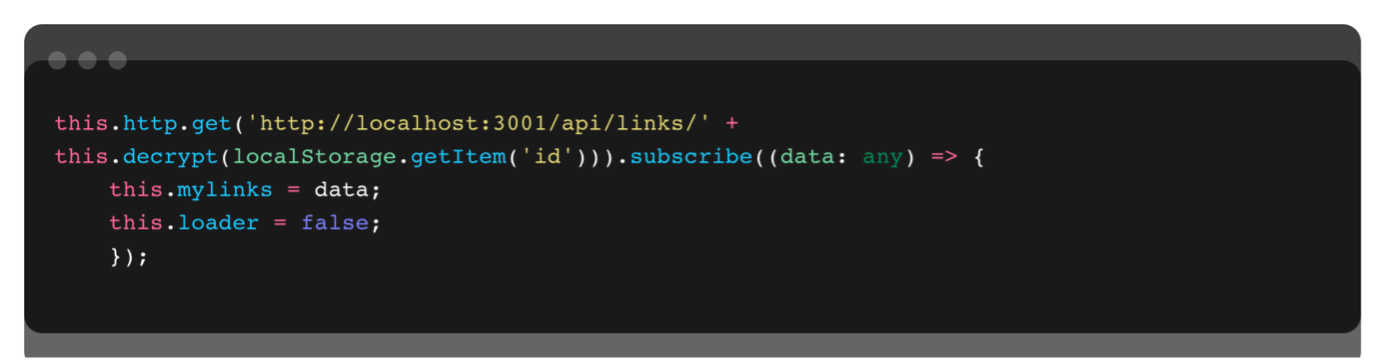 this.http.get('http://localhost:3001/api/links/' +
this.decrypt(localStorage.getItem('id'))).subscribe((data: any) => {
    this.mylinks = data;
    this.loader = false;
    });